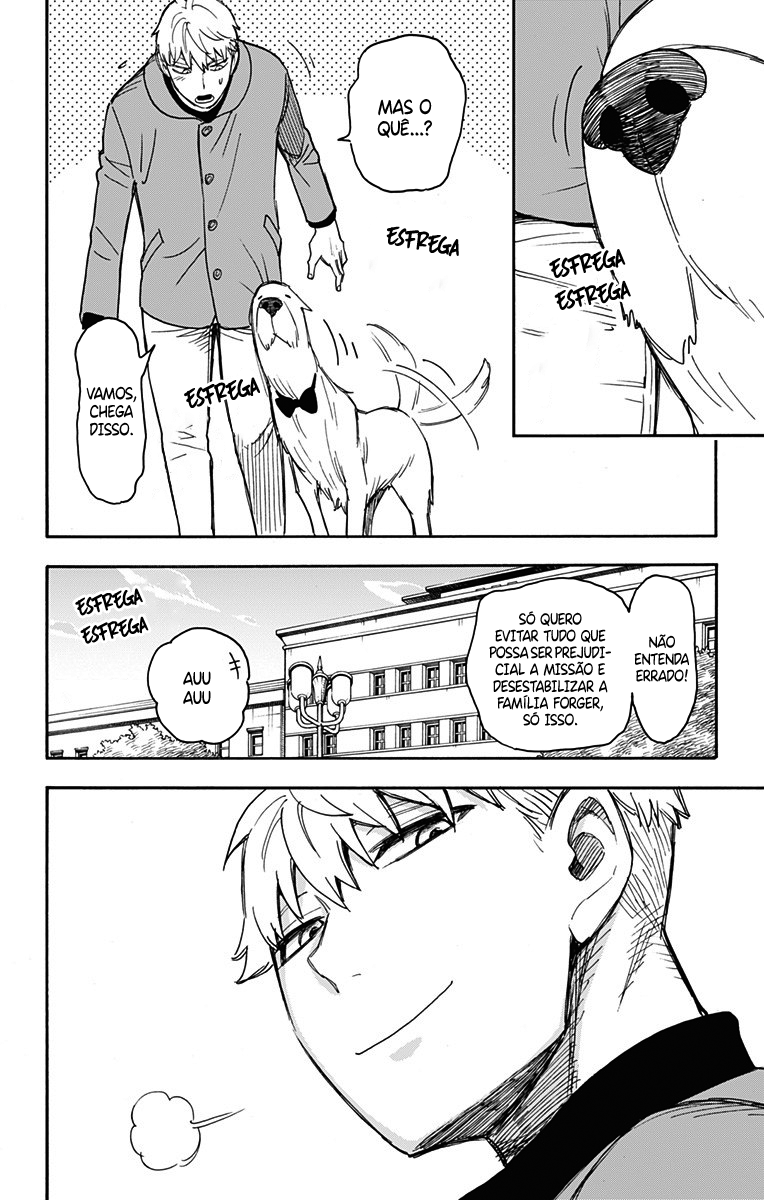 ESFREGA
ESFREGA
MAS O
QUÊ...?
ESFREGA
ESFREGA
VAMOS,
CHEGA
DISSO.
NÃO
ENTENDA
ERRADO!
SÓ QUERO
EVITAR TUDO QUE
POSSA SER PREJUDI-
CIAL A MISSÃO E
DESESTABILIZAR A
FAMÍLIA FORGER,
SÓ ISSO.
AUU
AUU
ESFREGA
ESFREGA